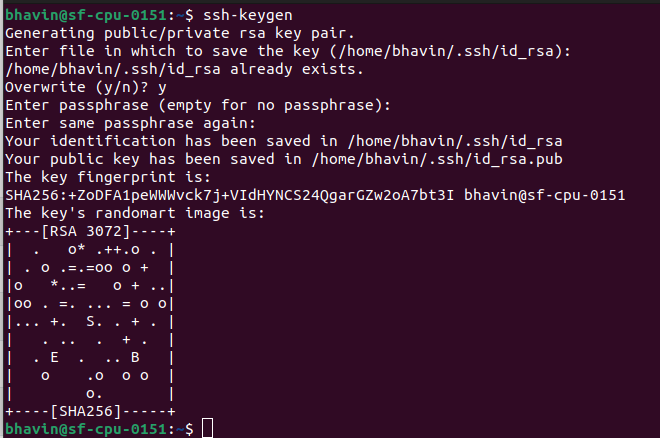 bhavin@sf-cpu-0151:~$ ssh-keygen
Generating public/private rsa key pair.
Enter file in which to save the key (/home/bhavin/.ssh/id_rsa):
/home/bhavin/.ssh/id_rsa already exists.
Overwrite (y/n)? y
Enter passphrase (empty for no passphrase):
Enter same passphrase again:
Your identification has been saved in /home/bhavin/.ssh/id_rsa
Your public key has been saved in /home/bhavin/.ssh/id_rsa.pub
The key fingerprint is:
SHA256:+ZoDFA1peWWWvck7j+VIdHYNCS24QgarGZw2oA7bt3I bhavin@sf-cpu-0151
The key's randomart image is:
+---[RSA 3072]----+
|  .   o* .++.o . |
| . o .=.=oo o +  |
|o   *..=   o + ..|
|oo . =. ... = o o|
|... +.  S. . + . |
|   . ..  .  + .  |
|  . E  .  .. B   |
|   o    .o  o o  |
|        o.       |
+----[SHA256]-----+
bhavin@sf-cpu-0151:~$